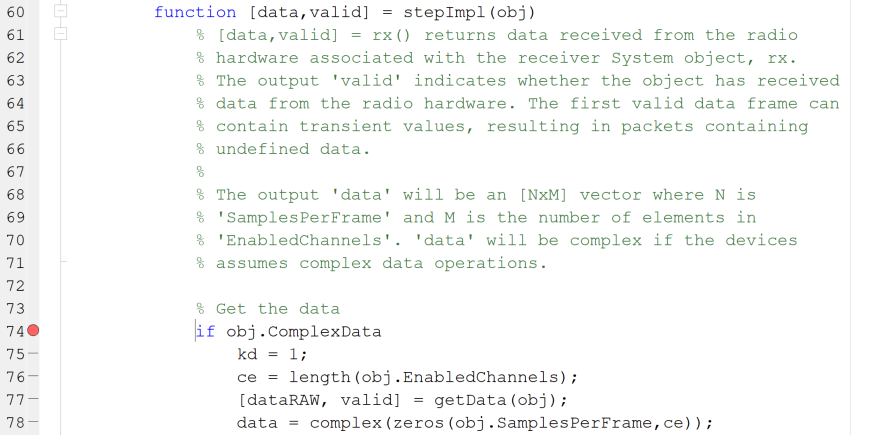 60 function [data,valid] = stepImpl(obj)
61 % [data,valid] = rx() returns data received from the radio
62 % hardware associated with the receiver System object, rx.
63 % The output 'valid' indicates whether the object has received
64 % data from the radio hardware. The first valid data frame can
65 % contain transient values, resulting in packets containing
66 % undefined data.
67 %
68 % The output 'data' will be an [NxM] vector where N is
69 % 'SamplesPerFrame' and M is the number of elements in
70 % 'EnabledChannels'. 'data' will be complex if the devices
71 % assumes complex data operations.
72
73 % Get the data
74 if obj.ComplexData
75 kd = 1;
76 ce = length(obj.EnabledChannels);
77 [dataRAW, valid] = getData(obj);
78 data = complex(zeros(obj.SamplesPerFrame,ce));